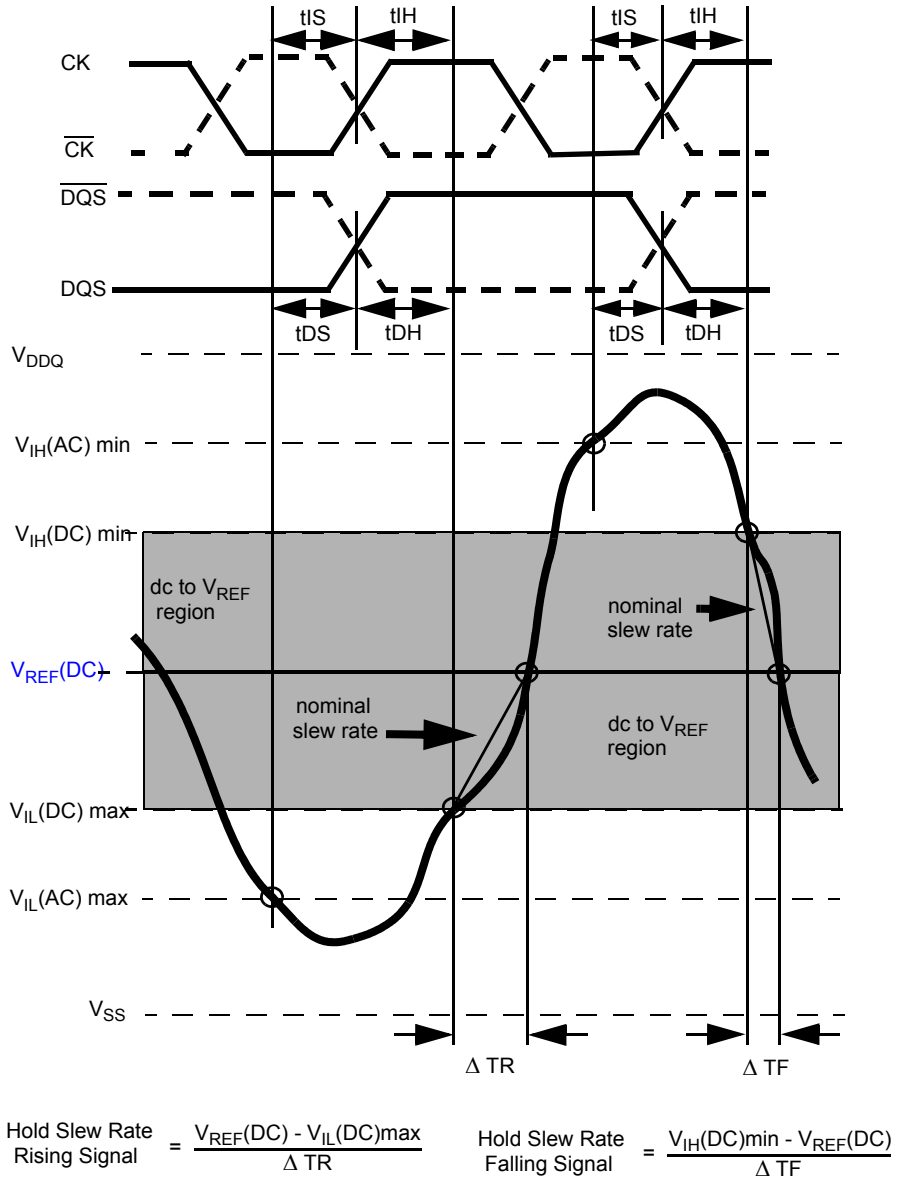 tIS tIH tIS tIH
CK
C̅K̅
D̅Q̅S̅
DQS
tDS tDH tDS tDH
VDDQ
VIH(AC) min
VIH(DC) min
dc to VREF
region
nominal
slew rate
VREF(DC)
nominal
slew rate
dc to VREF
region
VIL(DC) max
VIL(AC) max
VSS
Δ TR Δ TF
Hold Slew Rate
Rising Signal
= VREF(DC) - VIL(DC)max
Δ TR
Hold Slew Rate
Falling Signal
= VIH(DC)min - VREF(DC)
Δ TF